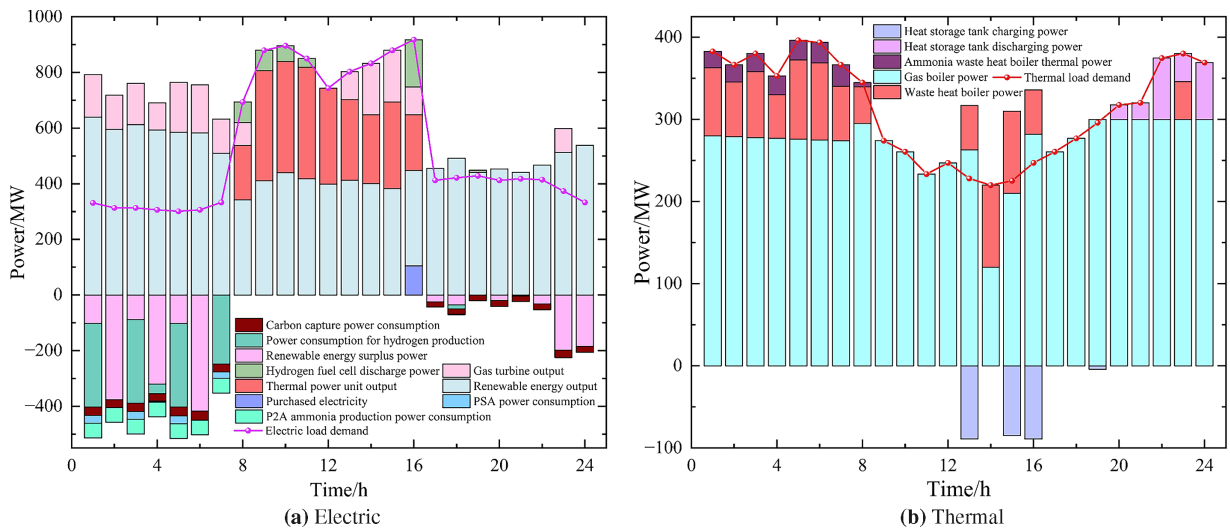 1000
800
600
400
200
0
−200
−400
Power/MW
Carbon capture power consumption
Power consumption for hydrogen production
Renewable energy surplus power
Hydrogen fuel cell discharge power
Gas turbine output
Thermal power unit output
Renewable energy output
Purchased electricity
PSA power consumption
P2A ammonia production power consumption
Electric load demand
0 4 8 12 16 20 24
Time/h
(a) Electric
400
300
200
100
0
−100
Power/MW
Heat storage tank charging power
Heat storage tank discharging power
Ammonia waste heat boiler thermal power
Gas boiler power
Thermal load demand
Waste heat boiler power
0 4 8 12 16 20 24
Time/h
(b) Thermal